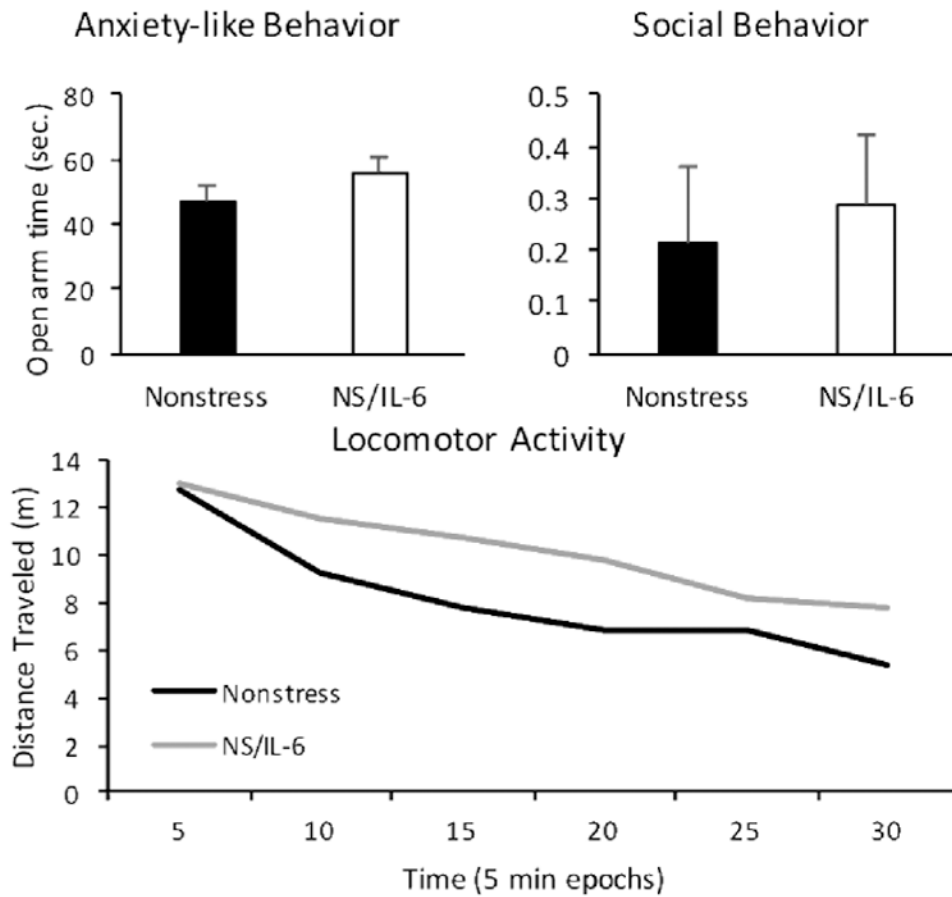 Anxiety-like Behavior
Open arm time (sec.)
80
60
40
20
0
Nonstress NS/IL-6
Social Behavior
0.5
0.4
0.3
0.2
0.1
0
Nonstress NS/IL-6
Locomotor Activity
Distance Traveled (m)
14
12
10
8
6
4
2
0
Nonstress
NS/IL-6
5 10 15 20 25 30
Time (5 min epochs)